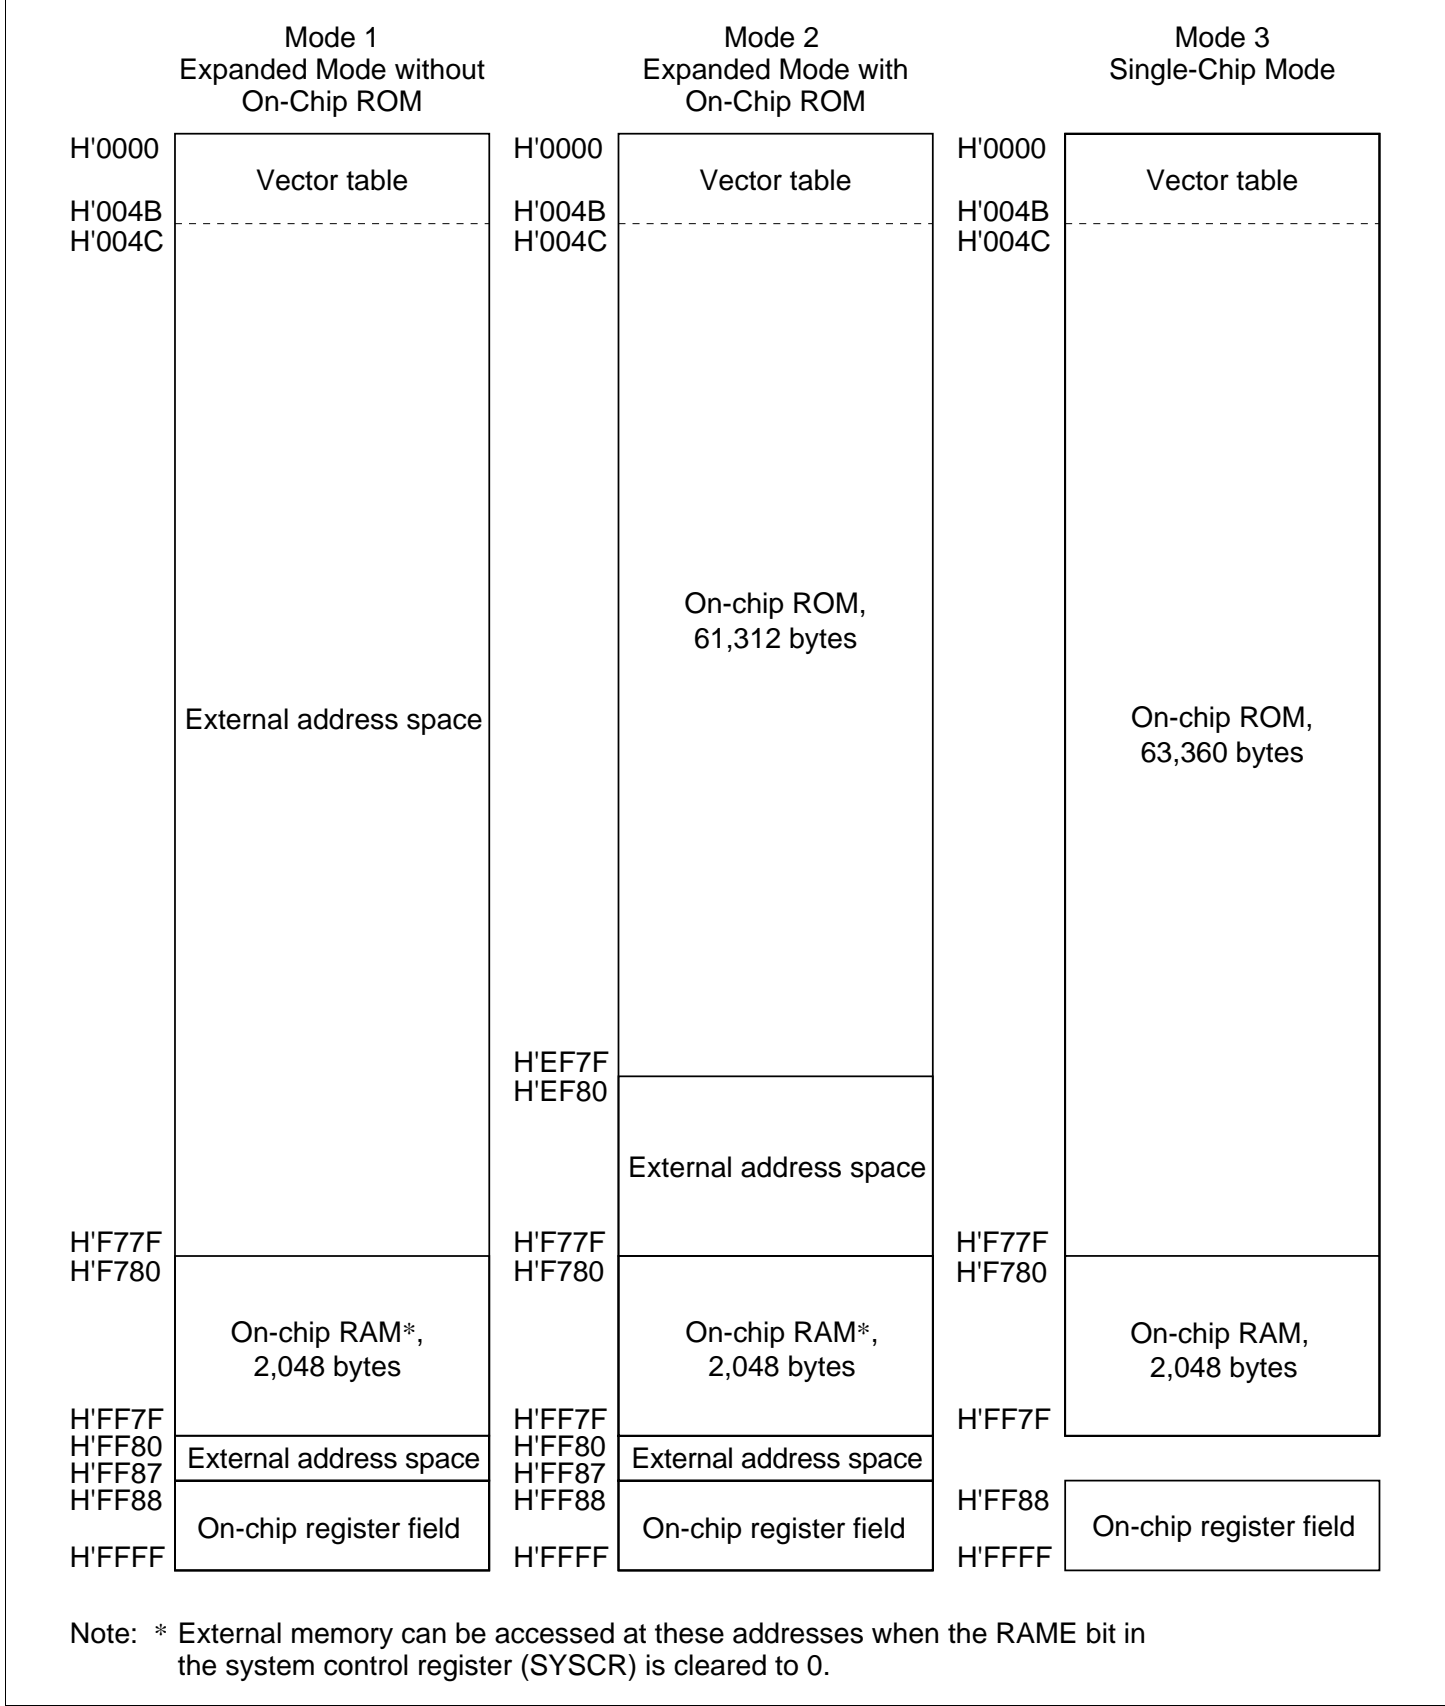 Mode 1
Expanded Mode without
On-Chip ROM
H'0000
Vector table
H'004B
H'004C
External address space
H'F77F
H'F780
On-chip RAM*,
2,048 bytes
H'FF7F
H'FF80
External address space
H'FF87
H'FF88
On-chip register field
H'FFFF
Mode 2
Expanded Mode with
On-Chip ROM
H'0000
Vector table
H'004B
H'004C
On-chip ROM,
61,312 bytes
H'EF7F
H'EF80
External address space
H'F77F
H'F780
On-chip RAM*,
2,048 bytes
H'FF7F
H'FF80
External address space
H'FF87
H'FF88
On-chip register field
H'FFFF
Mode 3
Single-Chip Mode
H'0000
Vector table
H'004B
H'004C
On-chip ROM,
63,360 bytes
H'F77F
H'F780
On-chip RAM,
2,048 bytes
H'FF7F
H'FF88
On-chip register field
H'FFFF
Note: * External memory can be accessed at these addresses when the RAME bit in
the system control register (SYSCR) is cleared to 0.